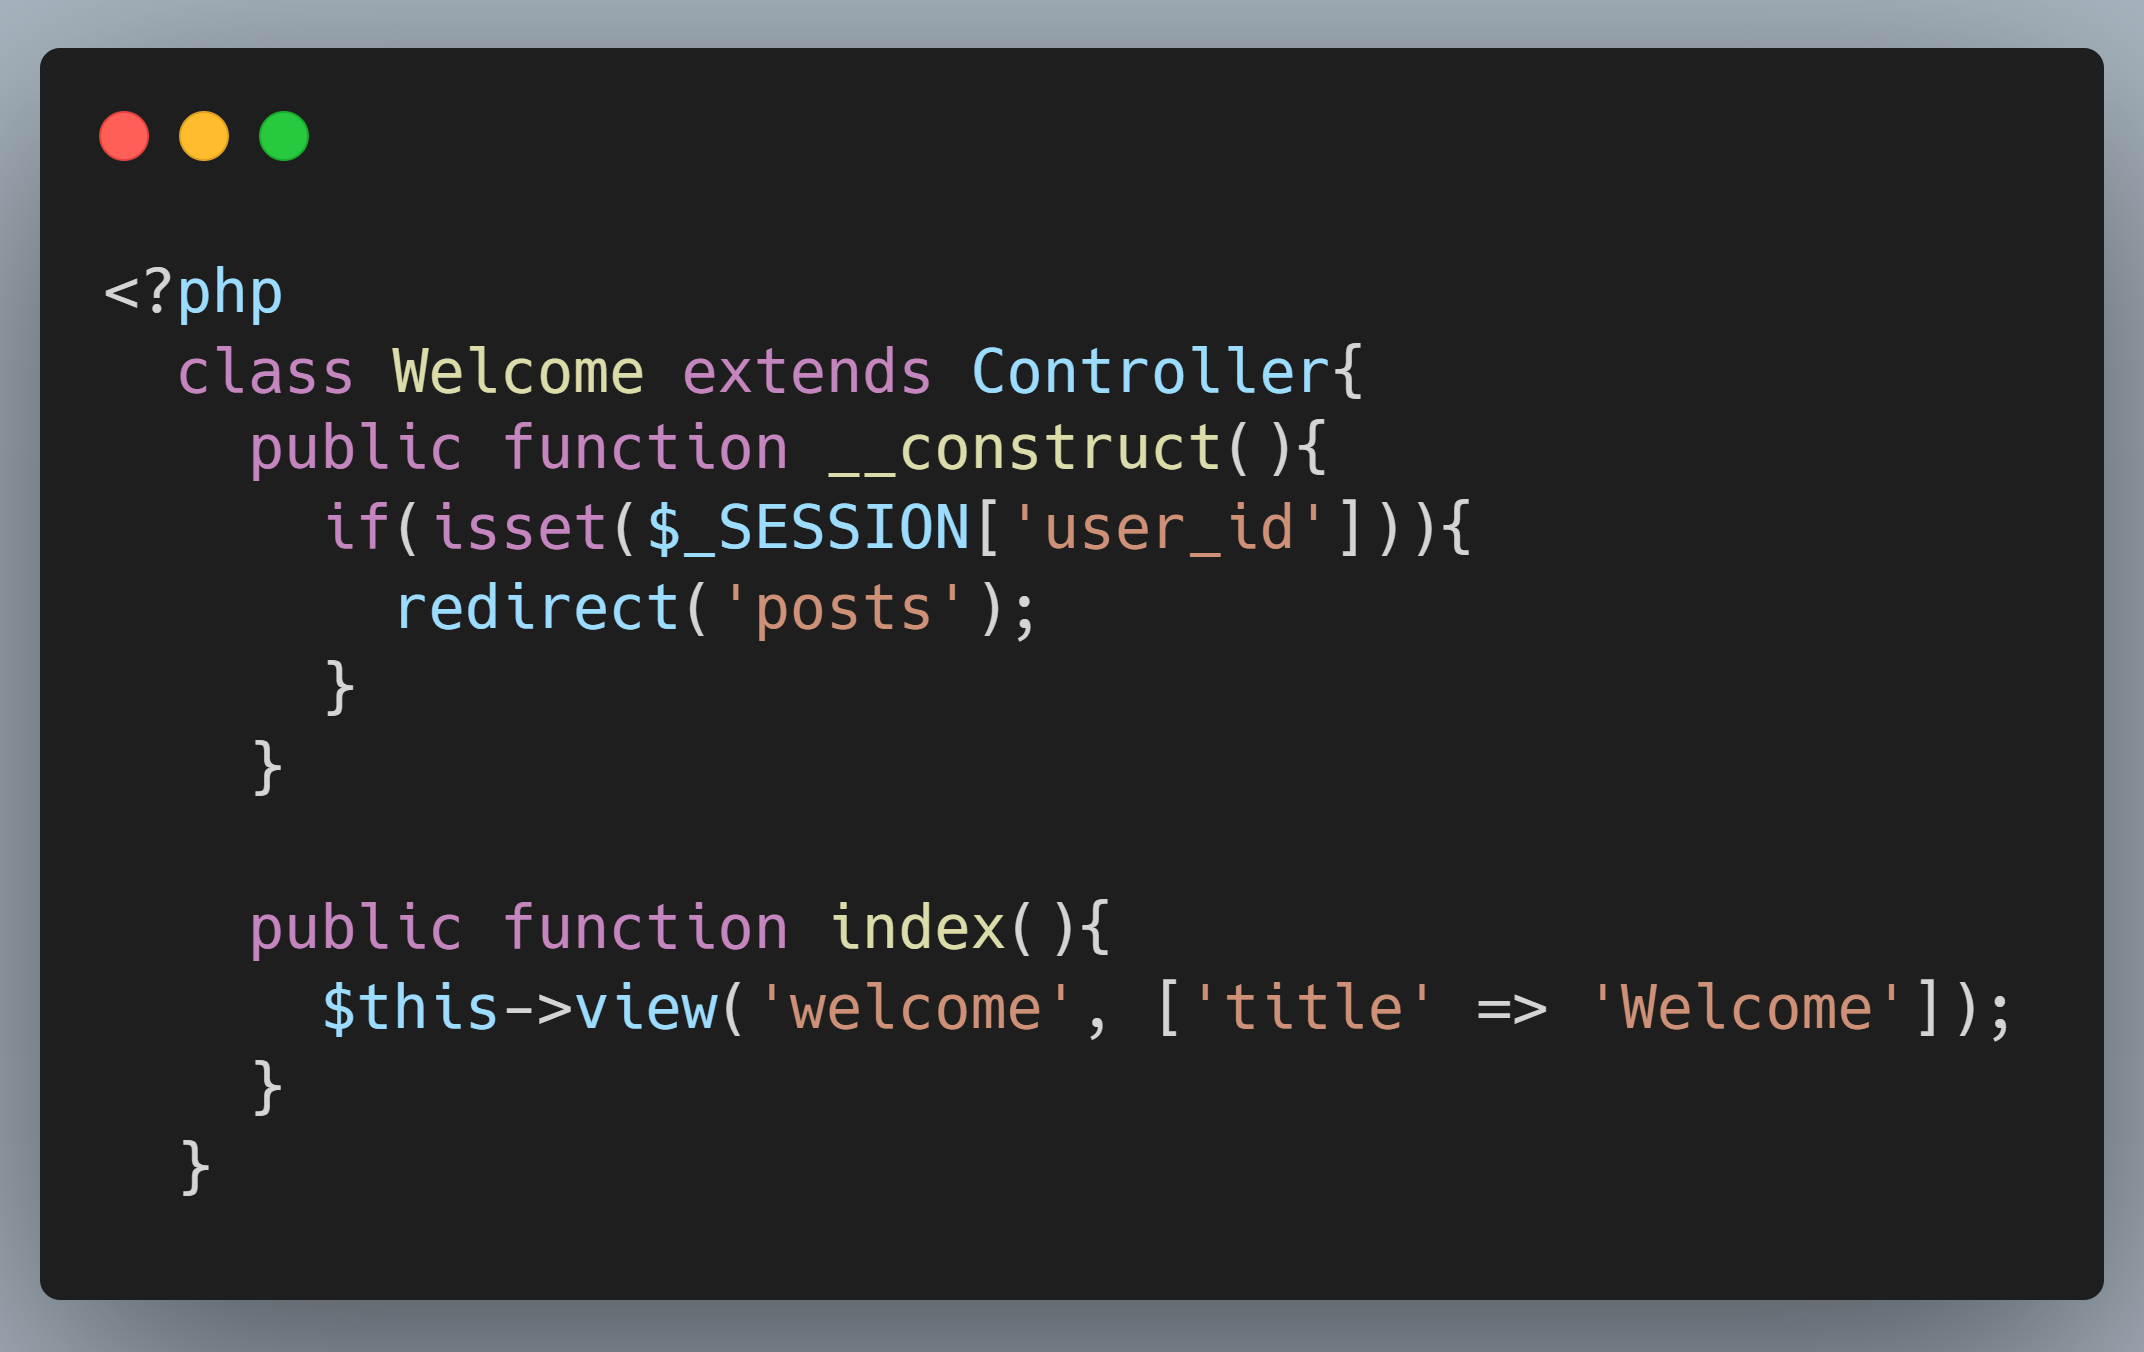 <?php
  class Welcome extends Controller{
    public function __construct(){
      if(isset($_SESSION['user_id'])){
        redirect('posts');
      }
    }

    public function index(){
      $this->view('welcome', ['title' => 'Welcome']);
    }
  }